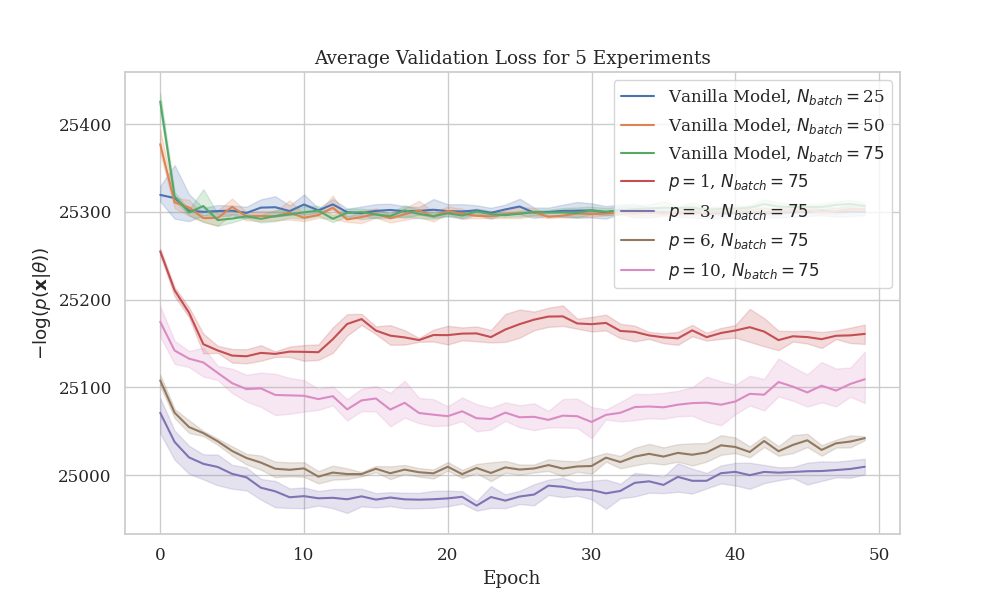 Average Validation Loss for 5 Experiments
−log(p(x|θ))
25400
25300
25200
25100
25000
Vanilla Model, N_batch = 25
Vanilla Model, N_batch = 50
Vanilla Model, N_batch = 75
p = 1, N_batch = 75
p = 3, N_batch = 75
p = 6, N_batch = 75
p = 10, N_batch = 75
0 10 20 30 40 50
Epoch